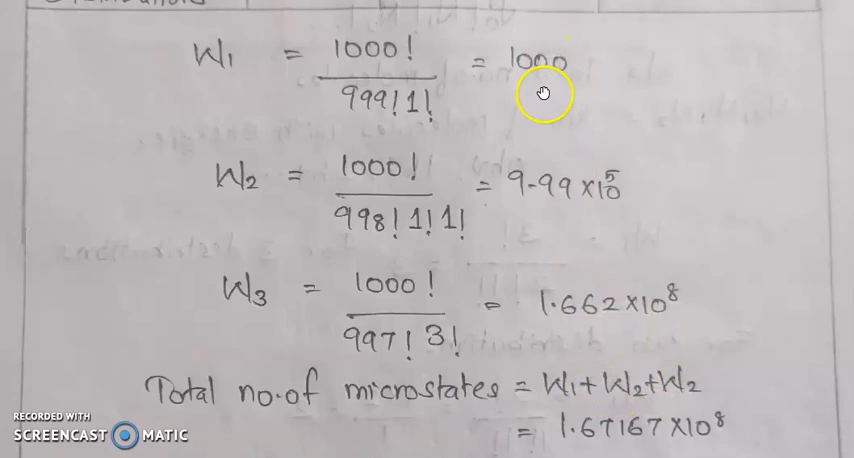 W1 = 1000! / 999! 1! = 1000
W2 = 1000! / 998! 1! 1! = 9.99 x 10^5
W3 = 1000! / 997! 3! = 1.662 x 10^8
Total no. of microstates = W1 + W2 + W2
= 1.67167 x 10^8
RECORDED WITH
SCREENCAST MATIC